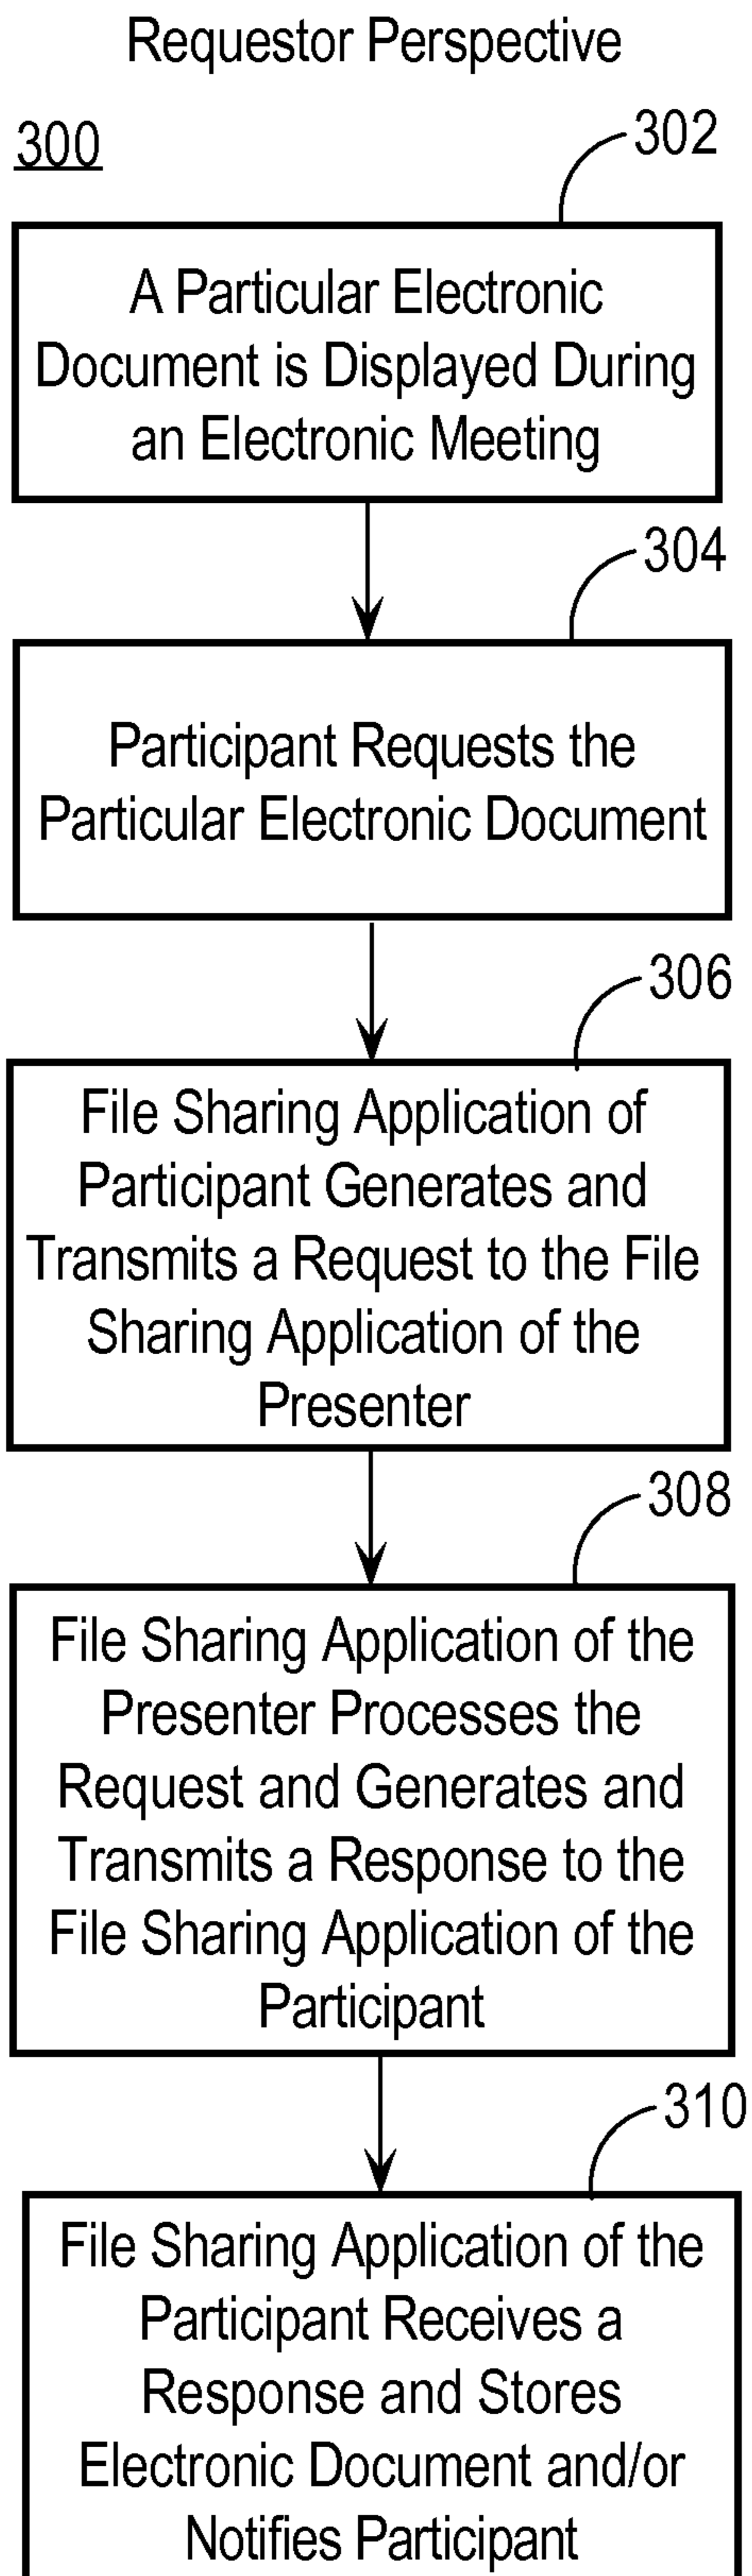 Requestor Perspective
300
302
A Particular Electronic
Document is Displayed During
an Electronic Meeting
304
Participant Requests the
Particular Electronic Document
306
File Sharing Application of
Participant Generates and
Transmits a Request to the File
Sharing Application of the
Presenter
308
File Sharing Application of the
Presenter Processes the
Request and Generates and
Transmits a Response to the
File Sharing Application of the
Participant
310
File Sharing Application of the
Participant Receives a
Response and Stores
Electronic Document and/or
Notifies Participant